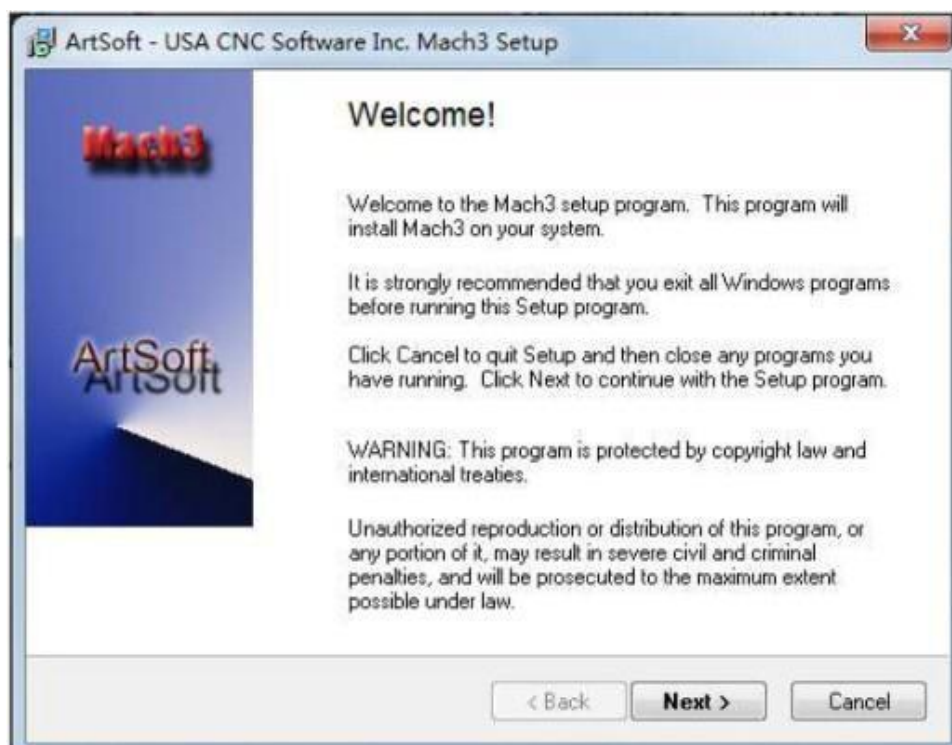 ArtSoft - USA CNC Software Inc. Mach3 Setup
Mach3
ArtSoft
ArtSoft
Welcome!
Welcome to the Mach3 setup program. This program will
install Mach3 on your system.
It is strongly recommended that you exit all Windows programs
before running this Setup program.
Click Cancel to quit Setup and then close any programs you
have running. Click Next to continue with the Setup program.
WARNING: This program is protected by copyright law and
international treaties.
Unauthorized reproduction or distribution of this program, or
any portion of it, may result in severe civil and criminal
penalties, and will be prosecuted to the maximum extent
possible under law.
< Back
Next >
Cancel